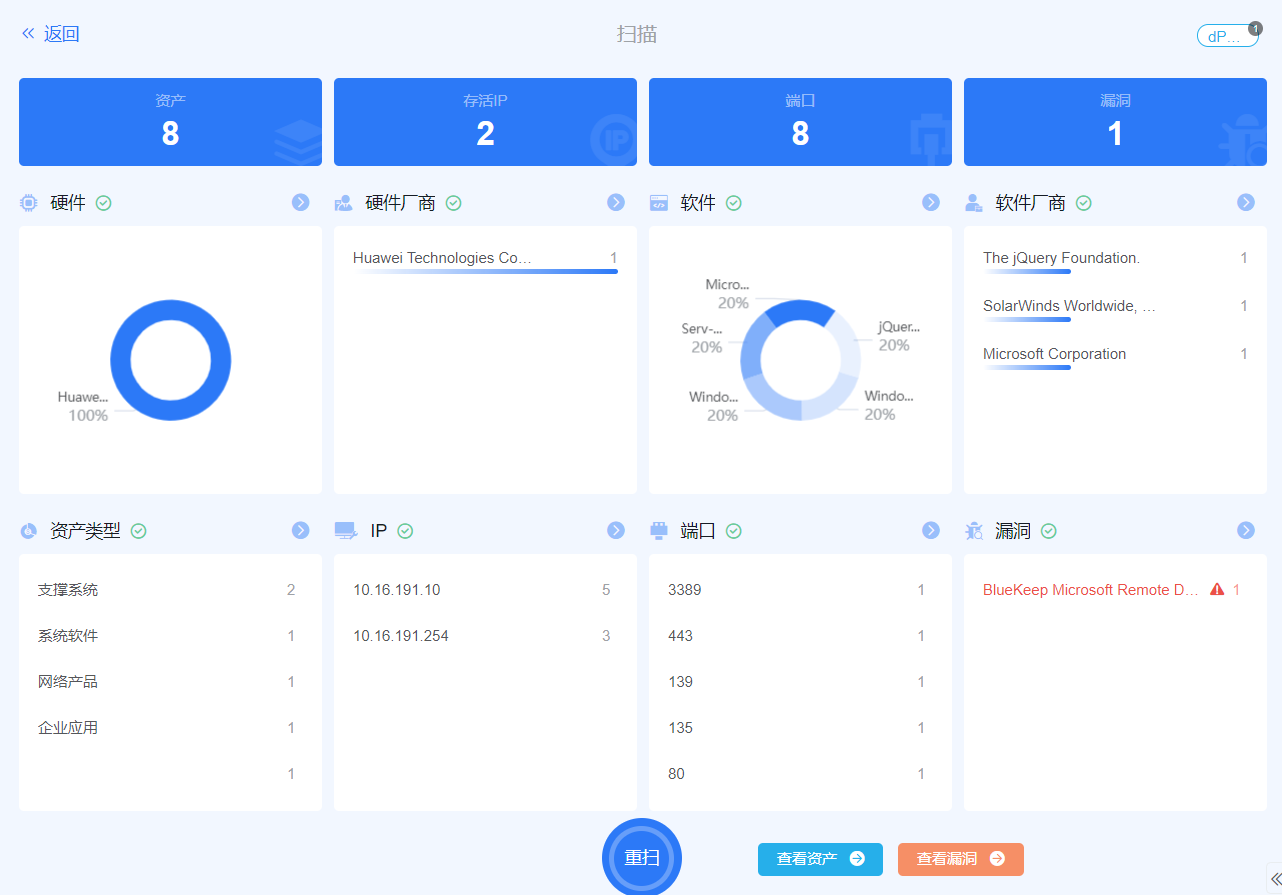 返回
扫描
dP...
1
资产
8
存活IP
2
端口
8
漏洞
1
硬件
硬件厂商
软件
软件厂商
Huawe...
100%
Huawei Technologies Co… 1
Micro...
20%
Serv-...
20%
jQuer...
20%
Windo...
20%
Windo...
20%
The jQuery Foundation. 1
SolarWinds Worldwide, … 1
Microsoft Corporation 1
资产类型
IP
端口
漏洞
支撑系统 2
系统软件 1
网络产品 1
企业应用 1
1
10.16.191.10 5
10.16.191.254 3
3389 1
443 1
139 1
135 1
80 1
BlueKeep Microsoft Remote D… 1
重扫
查看资产
查看漏洞